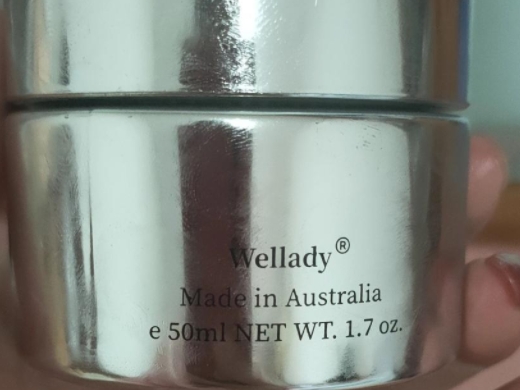 Wellady®
Made in Australia
e 50ml NET WT. 1.7 oz.